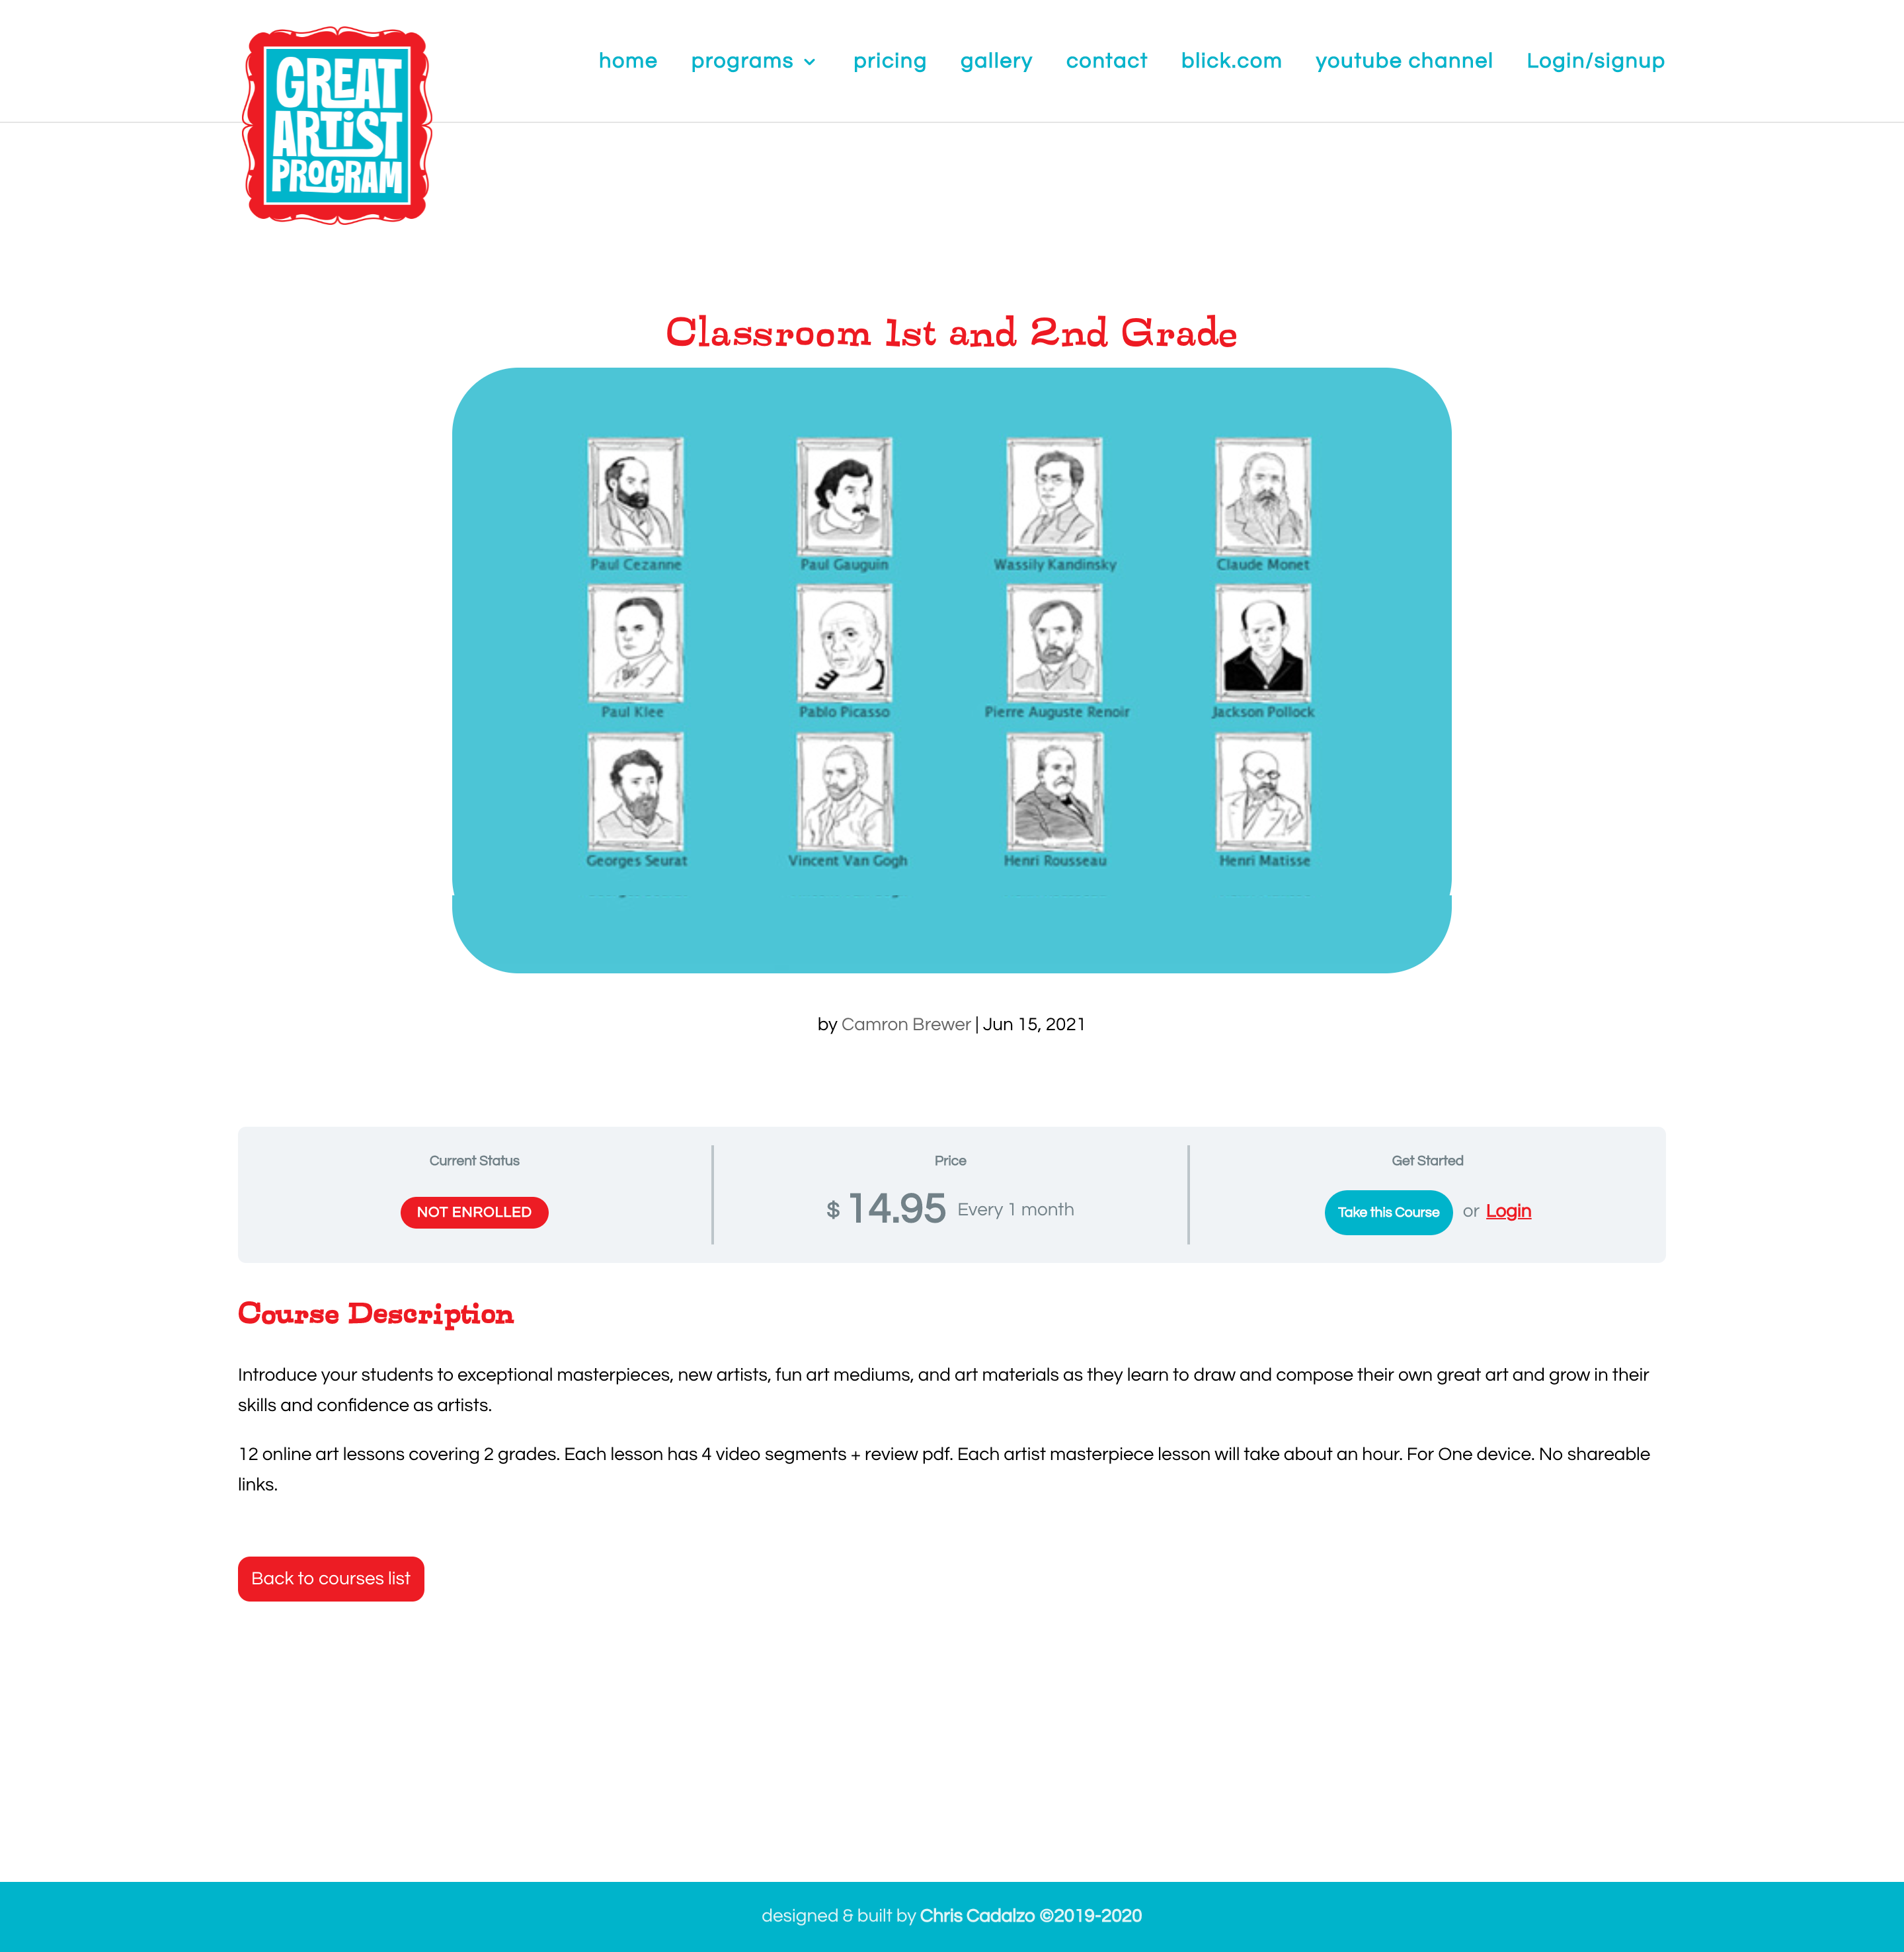 GREAT
ARTiST
PROGRAM
home programs pricing gallery contact blick.com youtube channel Login/signup
Classroom 1st and 2nd Grade
Paul Cezanne Paul Gauguin Wassily Kandinsky Claude Monet
Paul Klee Pablo Picasso Pierre Auguste Renoir Jackson Pollock
Georges Seurat Vincent Van Gogh Henri Rousseau Henri Matisse
by Camron Brewer | Jun 15, 2021
Current Status Price Get Started
NOT ENROLLED $ 14.95 Every 1 month Take this Course or Login
Course Description
Introduce your students to exceptional masterpieces, new artists, fun art mediums, and art materials as they learn to draw and compose their own great art and grow in their
skills and confidence as artists.
12 online art lessons covering 2 grades. Each lesson has 4 video segments + review pdf. Each artist masterpiece lesson will take about an hour. For One device. No shareable
links.
Back to courses list
designed & built by Chris Cadalzo ©2019-2020